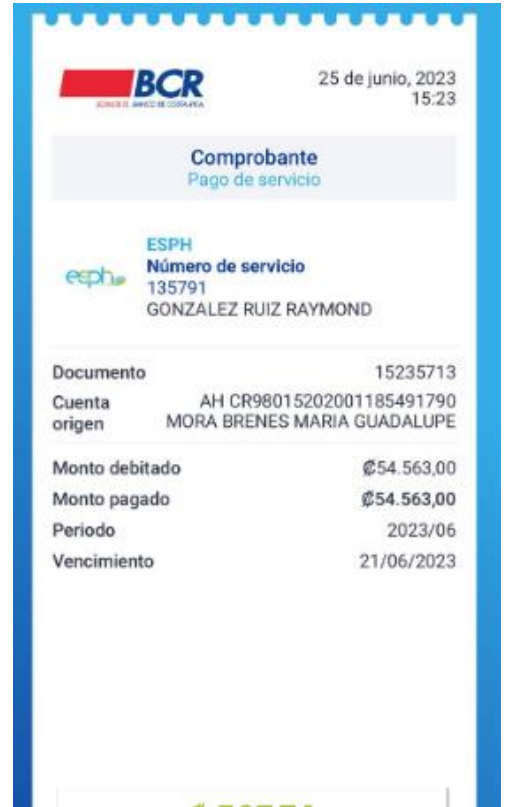 BCR
25 de junio, 2023
15:23
Comprobante
Pago de servicio
ESPH
esph
Número de servicio
135791
GONZALEZ RUIZ RAYMOND
Documento 15235713
Cuenta origen AH CR98015202001185491790
MORA BRENES MARIA GUADALUPE
Monto debitado ₡54.563,00
Monto pagado ₡54.563,00
Periodo 2023/06
Vencimiento 21/06/2023